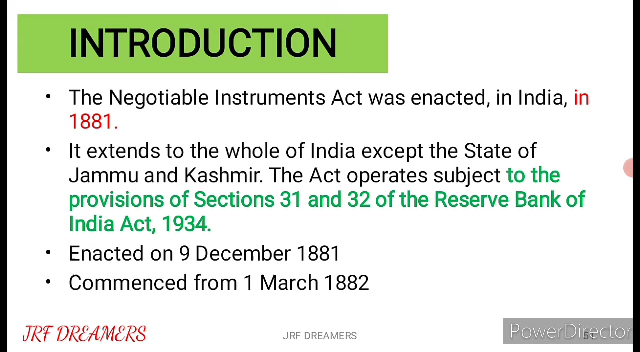 INTRODUCTION
• The Negotiable Instruments Act was enacted, in India, in
1881.
• It extends to the whole of India except the State of
Jammu and Kashmir. The Act operates subject to the
provisions of Sections 31 and 32 of the Reserve Bank of
India Act, 1934.
• Enacted on 9 December 1881
• Commenced from 1 March 1882
JRF DREAMERS
JRF DREAMERS
PowerDirector